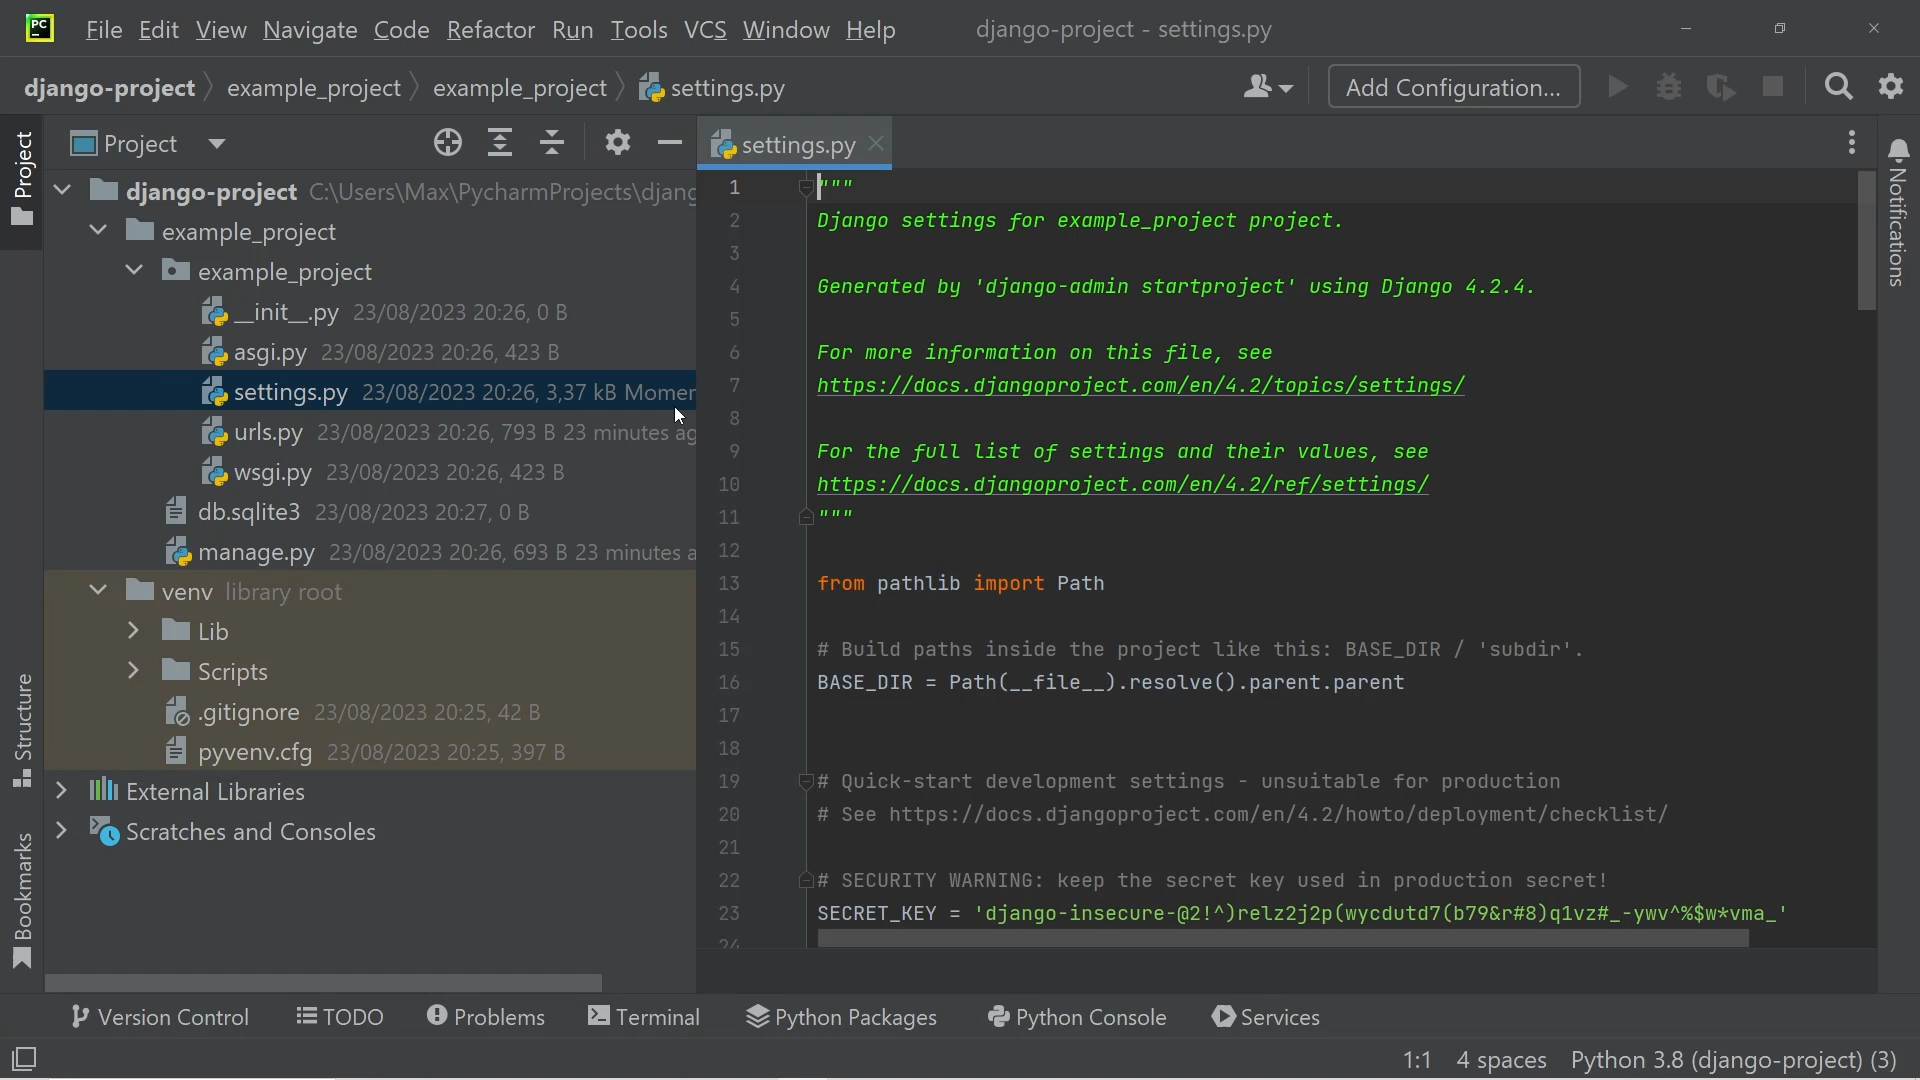 PC
File Edit View Navigate Code Refactor Run Tools VCS Window Help django-project - settings.py
django-project example_project example_project settings.py Add Configuration...
Project
Structure
Bookmarks
Project
django-project C:\Users\Max\PycharmProjects\djang
example_project
example_project
__init__.py 23/08/2023 20:26, 0 B
asgi.py 23/08/2023 20:26, 423 B
settings.py 23/08/2023 20:26, 3,37 kB Momen
urls.py 23/08/2023 20:26, 793 B 23 minutes ag
wsgi.py 23/08/2023 20:26, 423 B
db.sqlite3 23/08/2023 20:27, 0 B
manage.py 23/08/2023 20:26, 693 B 23 minutes a
venv library root
Lib
Scripts
.gitignore 23/08/2023 20:25, 42 B
pyvenv.cfg 23/08/2023 20:25, 397 B
External Libraries
Scratches and Consoles
settings.py
1 """
2 Django settings for example_project project.
3
4 Generated by 'django-admin startproject' using Django 4.2.4.
5
6 For more information on this file, see
7 https://docs.djangoproject.com/en/4.2/topics/settings/
8
9 For the full list of settings and their values, see
10 https://docs.djangoproject.com/en/4.2/ref/settings/
11 """
12
13 from pathlib import Path
14
15 # Build paths inside the project like this: BASE_DIR / 'subdir'.
16 BASE_DIR = Path(__file__).resolve().parent.parent
17
18
19 # Quick-start development settings - unsuitable for production
20 # See https://docs.djangoproject.com/en/4.2/howto/deployment/checklist/
21
22 # SECURITY WARNING: keep the secret key used in production secret!
23 SECRET_KEY = 'django-insecure-@2!^)relz2j2p(wycdutd7(b79&r#8)q1vz#_-ywv^%$w*vma_'
24
Notifications
Version Control TODO Problems Terminal Python Packages Python Console Services
1:1 4 spaces Python 3.8 (django-project) (3)